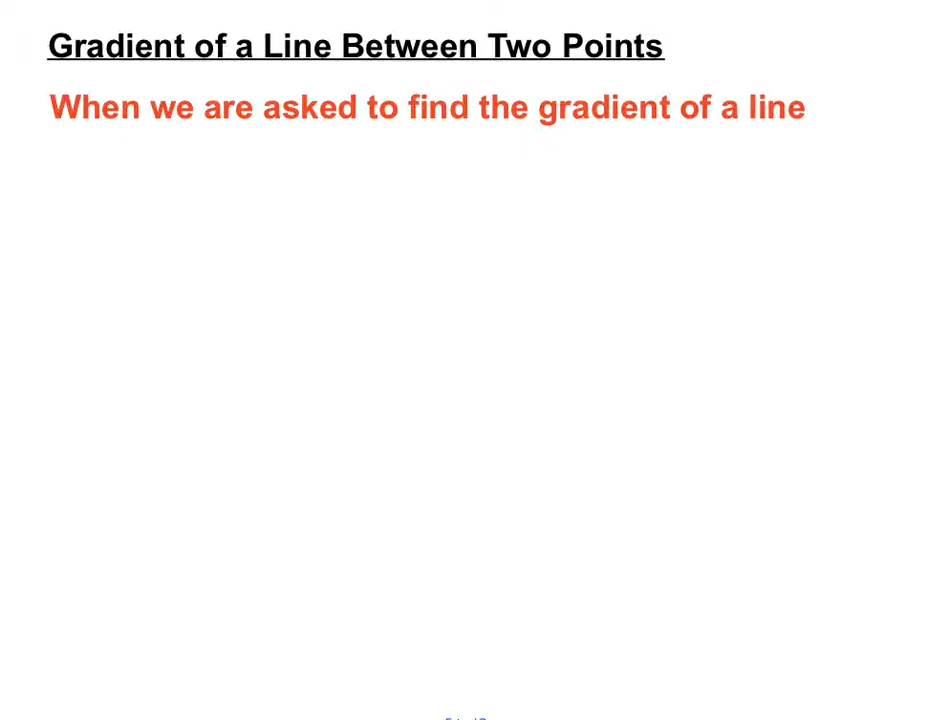 Gradient of a Line Between Two Points
When we are asked to find the gradient of a line